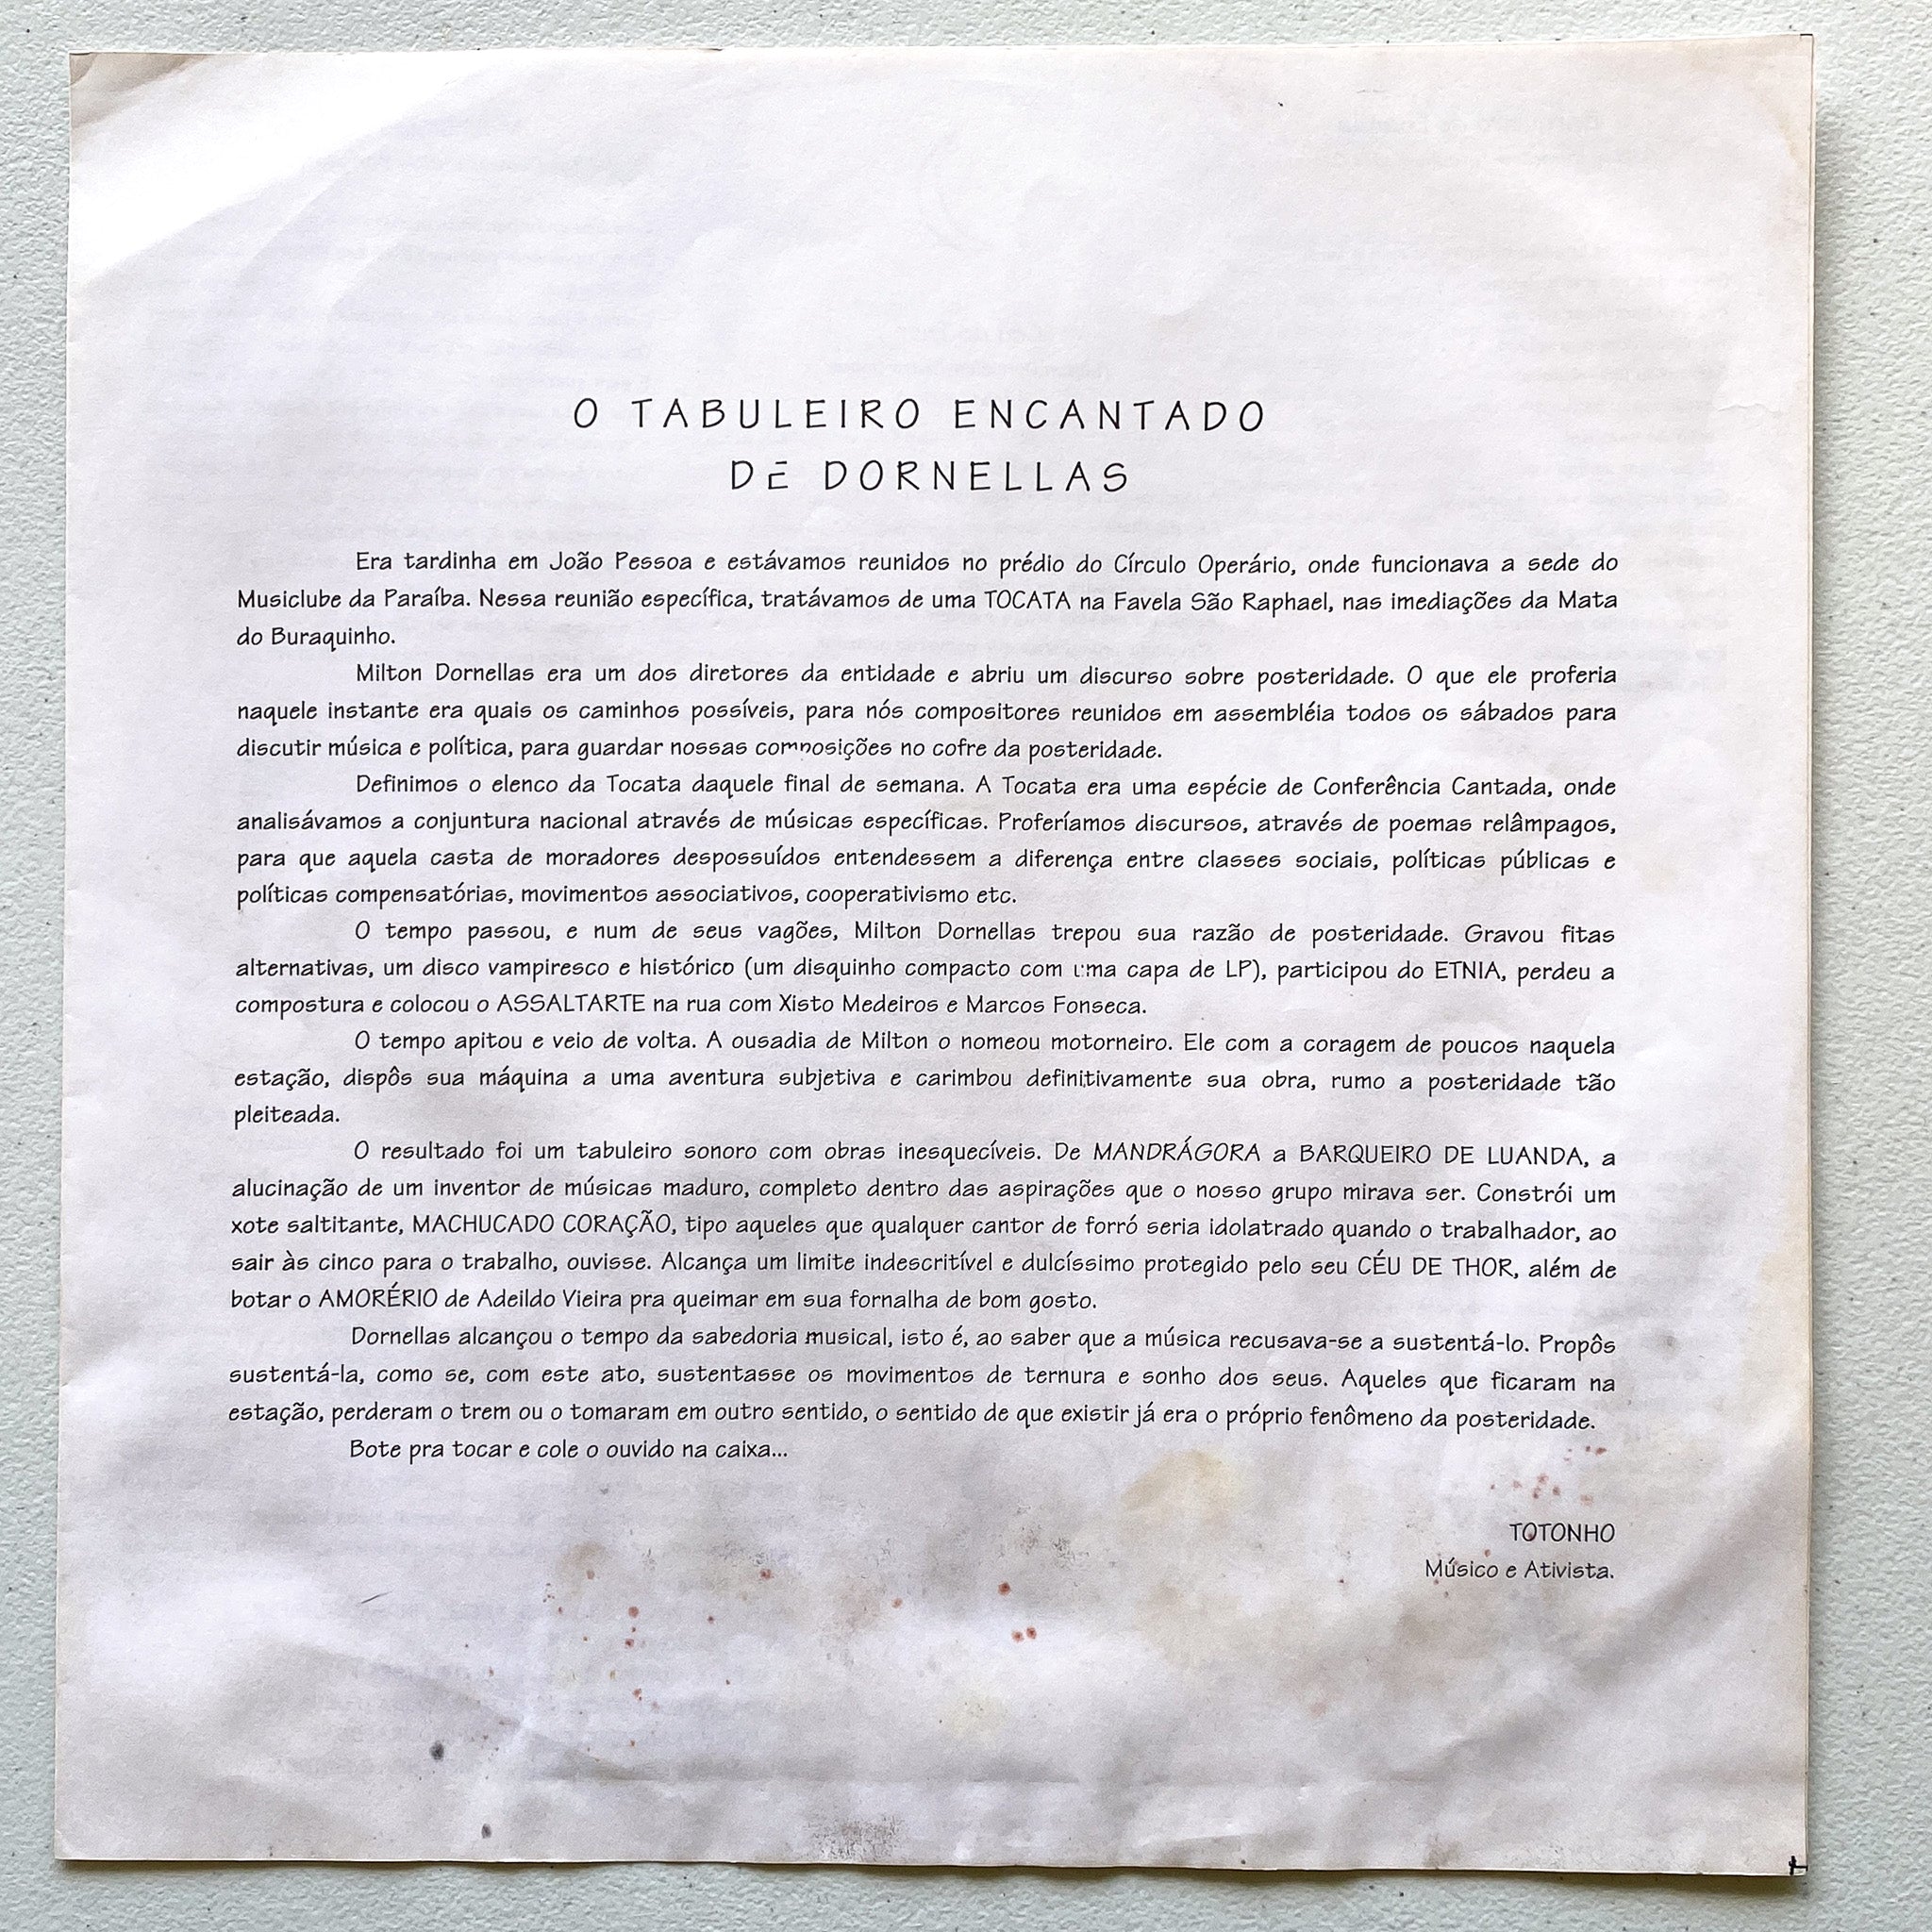 O TABULEIRO ENCANTADO
DE DORNELLAS
Era tardinha em João Pessoa e estávamos reunidos no prédio do Círculo Operário, onde funcionava a sede do
Musiclube da Paraíba. Nessa reunião específica, tratávamos de uma TOCATA na Favela São Raphael, nas imediações da Mata
do Buraquinho.
Milton Dornellas era um dos diretores da entidade e abriu um discurso sobre posteridade. O que ele proferia
naquele instante era quais os caminhos possíveis, para nós compositores reunidos em assembléia todos os sábados para
discutir música e política, para guardar nossas composições no cofre da posteridade.
Definimos o elenco da Tocata daquele final de semana. A Tocata era uma espécie de Conferência Cantada, onde
analisávamos a conjuntura nacional através de músicas específicas. Proferíamos discursos, através de poemas relâmpagos,
para que aquela casta de moradores despossuídos entendessem a diferença entre classes sociais, políticas públicas e
políticas compensatórias, movimentos associativos, cooperativismo etc.
O tempo passou, e num de seus vagões, Milton Dornellas trepou sua razão de posteridade. Gravou fitas
alternativas, um disco vampiresco e histórico (um disquinho compacto com uma capa de LP), participou do ETNIA, perdeu a
compostura e colocou o ASSALTARTE na rua com Xisto Medeiros e Marcos Fonseca.
O tempo apitou e veio de volta. A ousadia de Milton o nomeou motorneiro. Ele com a coragem de poucos naquela
estação, dispôs sua máquina a uma aventura subjetiva e carimbou definitivamente sua obra, rumo a posteridade tão
pleiteada.
O resultado foi um tabuleiro sonoro com obras inesquecíveis. De MANDRÁGORA a BARQUEIRO DE LUANDA, a
alucinação de um inventor de músicas maduro, completo dentro das aspirações que o nosso grupo mirava ser. Constrói um
xote saltitante, MACHUCADO CORAÇÃO, tipo aqueles que qualquer cantor de forró seria idolatrado quando o trabalhador, ao
sair às cinco para o trabalho, ouvisse. Alcança um limite indescritível e dulcíssimo protegido pelo seu CÉU DE THOR, além de
botar o AMORÉRIO de Adeildo Vieira pra queimar em sua fornalha de bom gosto.
Dornellas alcançou o tempo da sabedoria musical, isto é, ao saber que a música recusava-se a sustentá-lo. Propôs
sustentá-la, como se, com este ato, sustentasse os movimentos de ternura e sonho dos seus. Aqueles que ficaram na
estação, perderam o trem ou o tomaram em outro sentido, o sentido de que existir já era o próprio fenômeno da posteridade.
Bote pra tocar e cole o ouvido na caixa...
TOTONHO
Músico e Ativista.